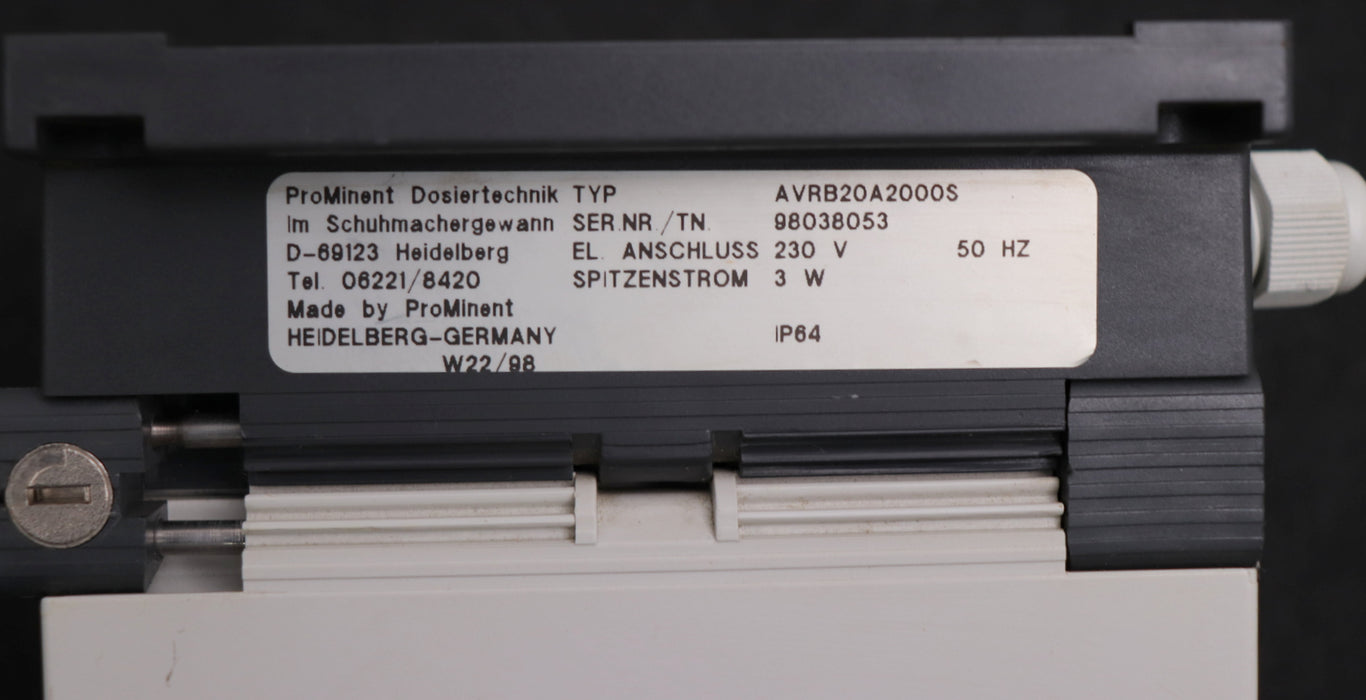 ProMinent Dosiertechnik TYP AVRB20A2000S
Im Schuhmachergewann SER.NR./TN. 98038053
D-69123 Heidelberg EL. ANSCHLUSS 230 V 50 HZ
Tel. 06221/8420 SPITZENSTROM 3 W
Made by ProMinent
HEIDELBERG-GERMANY IP64
W22/98